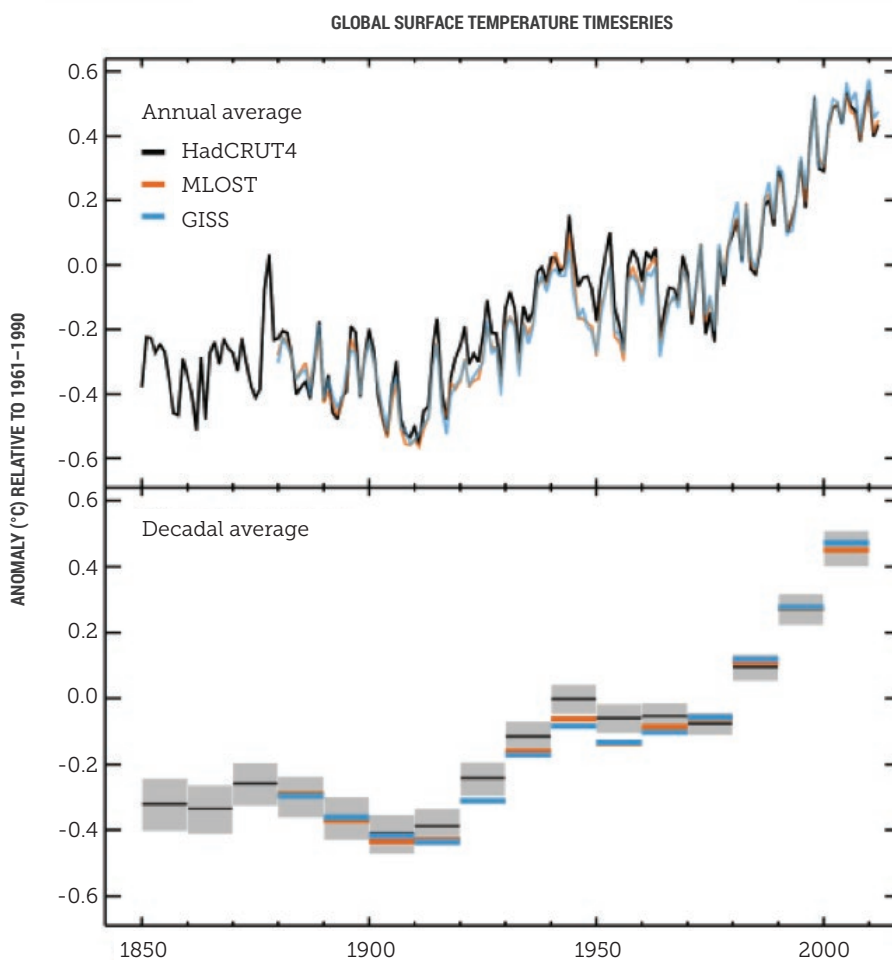 GLOBAL SURFACE TEMPERATURE TIMESERIES
ANOMALY (°C) RELATIVE TO 1961–1990
0.6
0.4
0.2
0.0
-0.2
-0.4
-0.6
Annual average
HadCRUT4
MLOST
GISS
0.6
0.4
0.2
0.0
-0.2
-0.4
-0.6
Decadal average
1850 1900 1950 2000